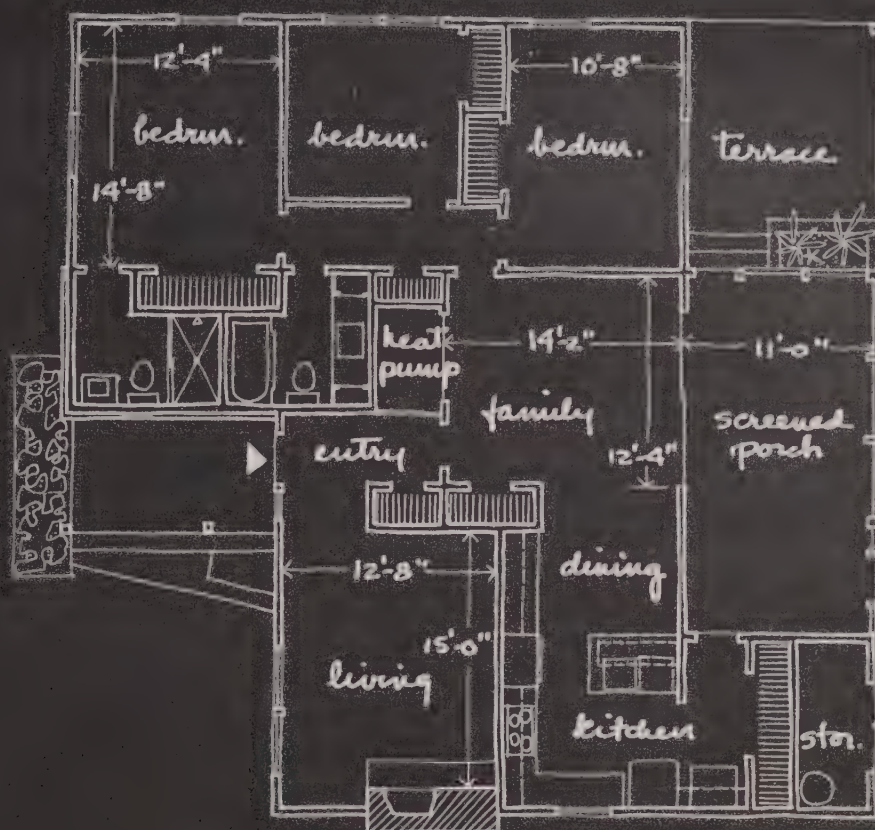 12'-4"
10'-8"
bedrm.
bedrm.
bedrm.
terrace
14'-8"
heat
pump
14'-2"
11'-0"
family
screened
porch
entry
12'-4"
12'-8"
dining
15'-0"
living
kitchen
stor.